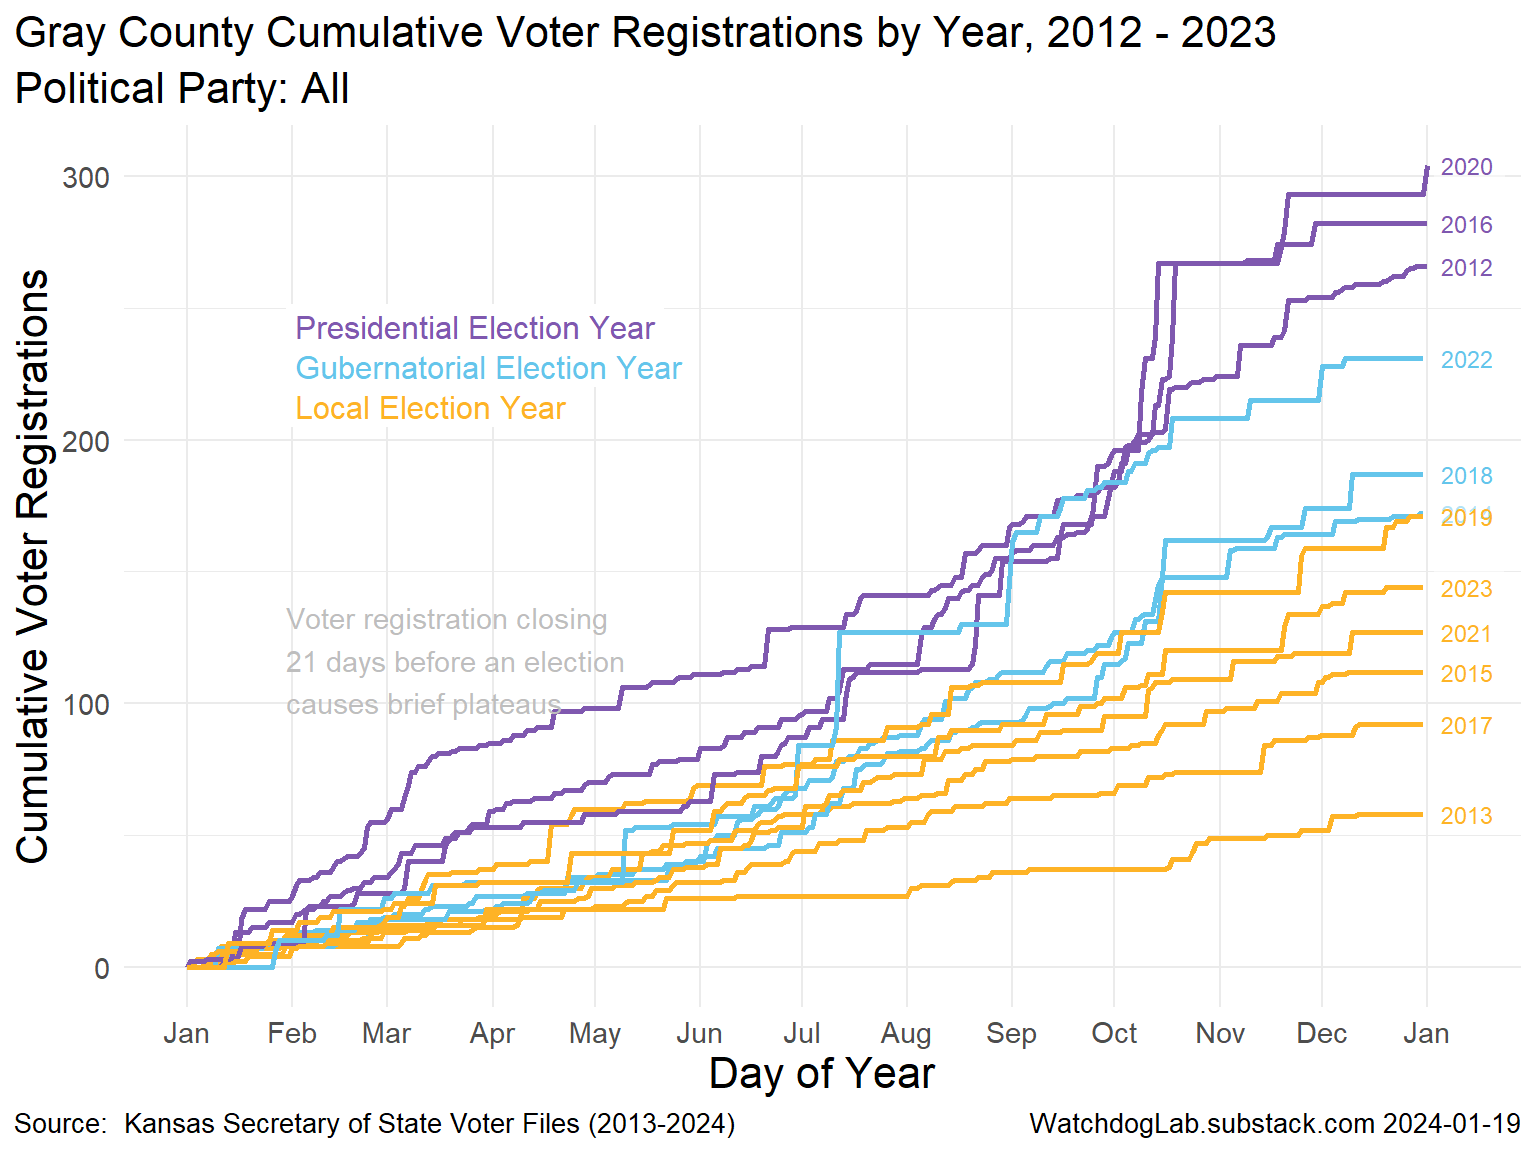 Gray County Cumulative Voter Registrations by Year, 2012 - 2023
Political Party: All
Cumulative Voter Registrations
300
200
100
0
Presidential Election Year
Gubernatorial Election Year
Local Election Year
Voter registration closing
21 days before an election
causes brief plateaus.
2020
2016
2012
2022
2018
2019
2023
2021
2015
2017
2013
Jan Feb Mar Apr May Jun Jul Aug Sep Oct Nov Dec Jan
Day of Year
Source: Kansas Secretary of State Voter Files (2013-2024)
WatchdogLab.substack.com 2024-01-19